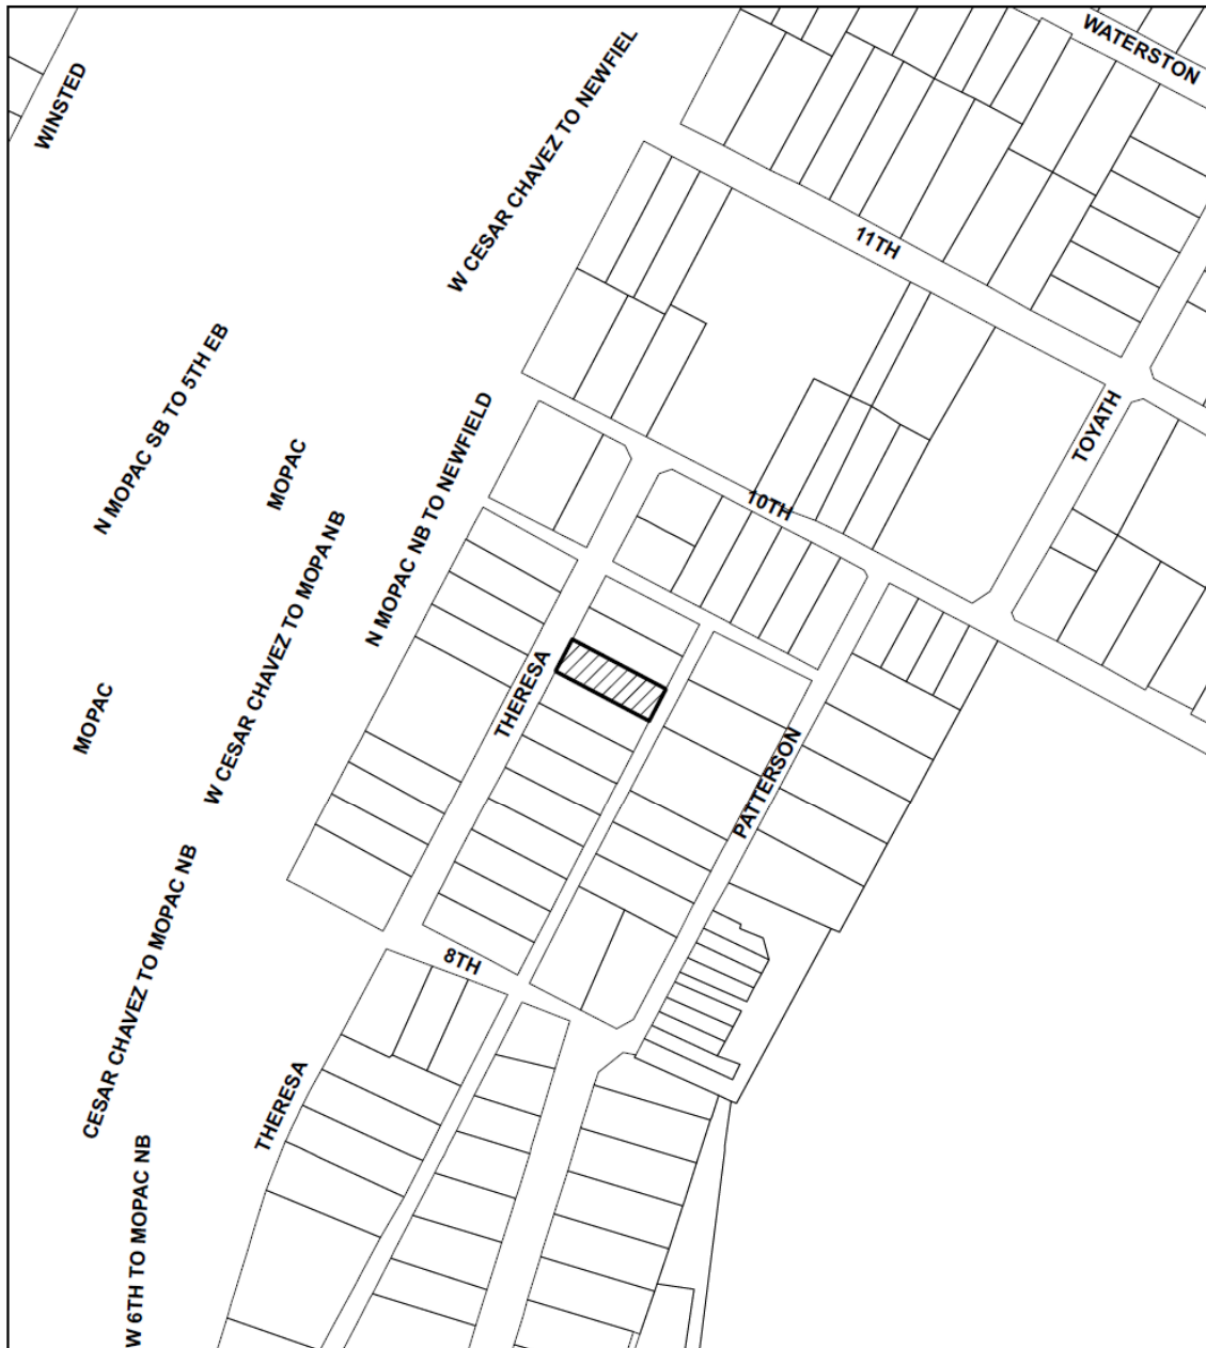 WATERSTON
WINSTED
W CESAR CHAVEZ TO NEWFIEL
11TH
N MOPAC SB TO 5TH EB
TOYATH
MOPAC
N MOPAC NB TO NEWFIELD
10TH
W CESAR CHAVEZ TO MOPA NB
THERESA
MOPAC
PATTERSON
8TH
CESAR CHAVEZ TO MOPAC NB
THERESA
W 6TH TO MOPAC NB